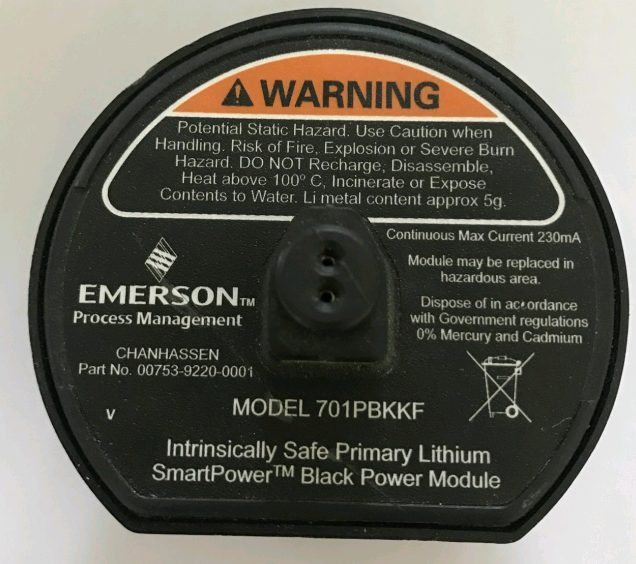 WARNING
Potential Static Hazard. Use Caution when
Handling. Risk of Fire, Explosion or Severe Burn
Hazard. DO NOT Recharge, Disassemble,
Heat above 100º C, Incinerate or Expose
Contents to Water. Li metal content approx 5g.
Continuous Max Current 230mA
Module may be replaced in
hazardous area.
EMERSON™
Process Management
Dispose of in accordance
with Government regulations
0% Mercury and Cadmium
CHANHASSEN
Part No. 00753-9220-0001
V
MODEL 701PBKKF
Intrinsically Safe Primary Lithium
SmartPower™ Black Power Module